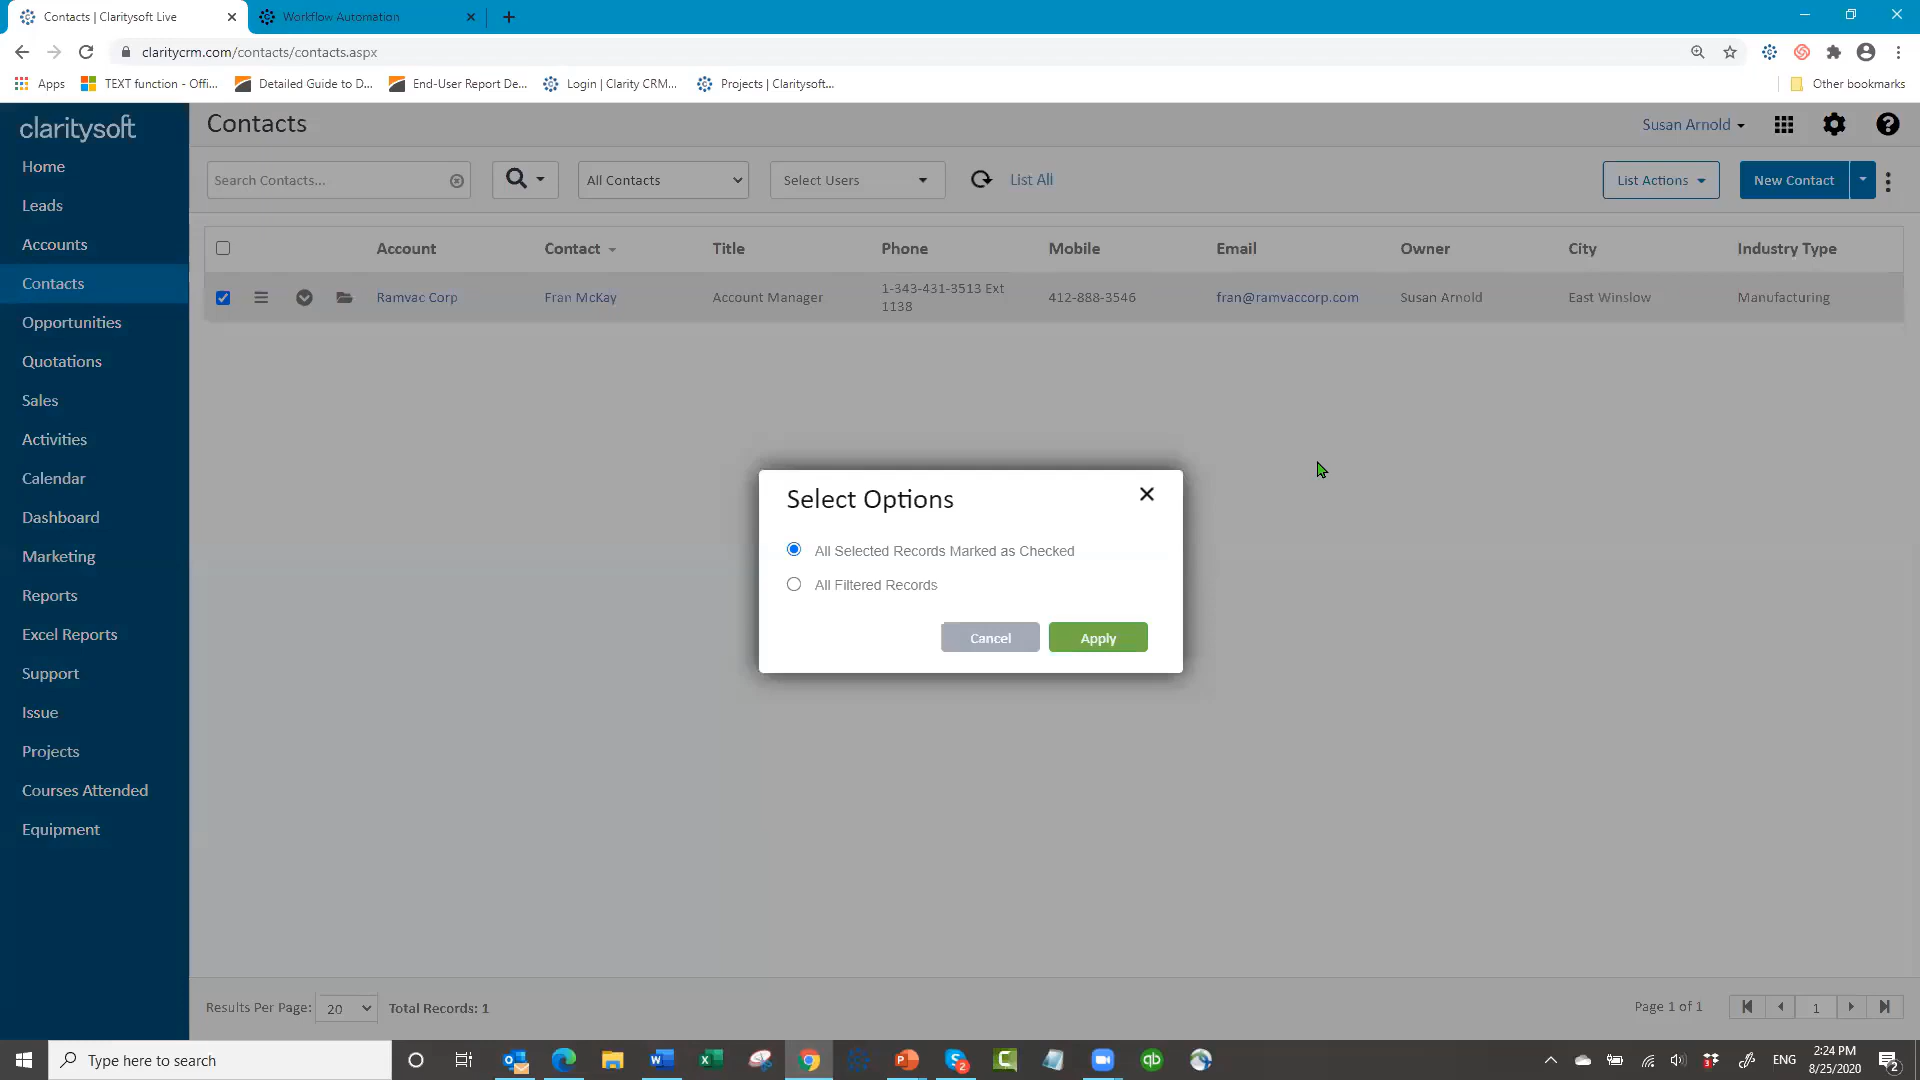 Contacts | Claritysoft Live
Workflow Automation
claritycrm.com/contacts/contacts.aspx
Apps
TEXT function - Offi...
Detailed Guide to D...
End-User Report De...
Login | Clarity CRM...
Projects | Claritysoft...
Other bookmarks
claritysoft
Home
Leads
Accounts
Contacts
Opportunities
Quotations
Sales
Activities
Calendar
Dashboard
Marketing
Reports
Excel Reports
Support
Issue
Projects
Courses Attended
Equipment
Contacts
Susan Arnold
Search Contacts...
All Contacts
Select Users
List All
List Actions
New Contact
Account Contact Title Phone Mobile Email Owner City Industry Type
Ramvac Corp Fran McKay Account Manager 1-343-431-3513 Ext 412-888-3546 fran@ramvaccorp.com Susan Arnold East Winslow Manufacturing
1138
Select Options
All Selected Records Marked as Checked
All Filtered Records
Cancel Apply
Results Per Page: 20 Total Records: 1
Page 1 of 1
1
Type here to search
ENG
2:24 PM
8/25/2020
2